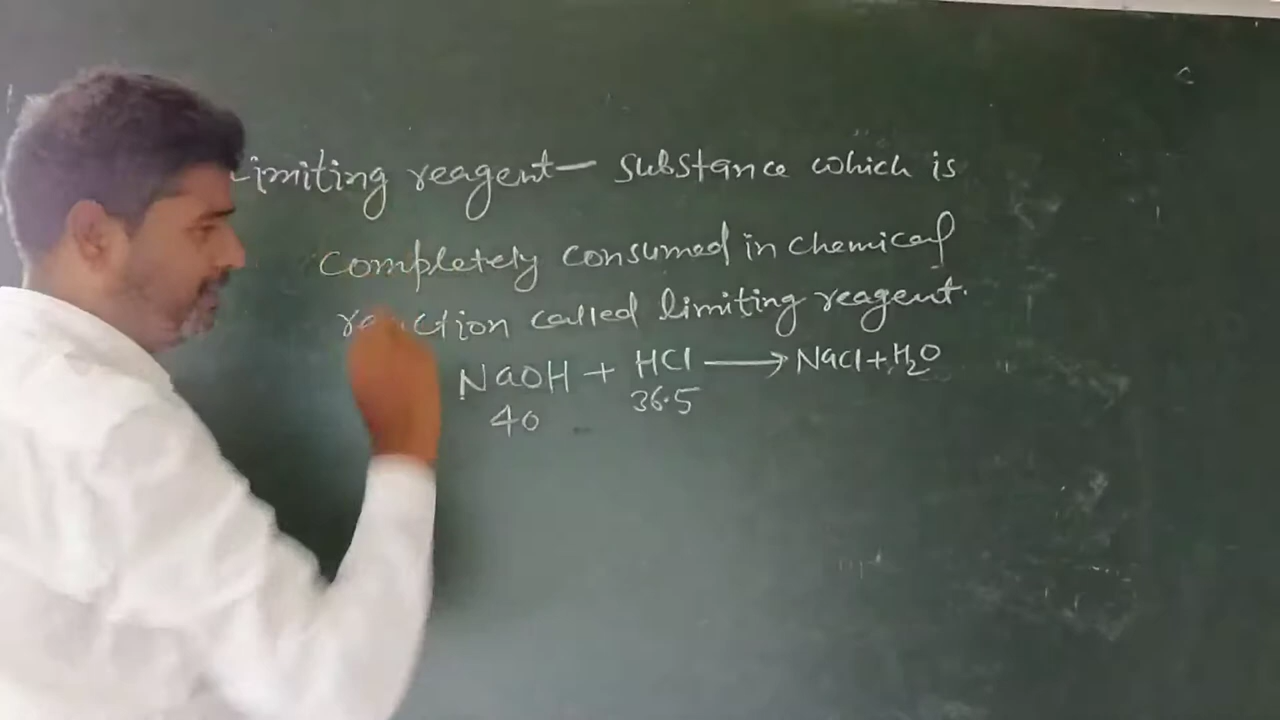 Limiting reagent - substance which is
completely consumed in chemical
reaction called limiting reagent.
NaOH + HCl ⟶ NaCl + H₂O
40 36.5